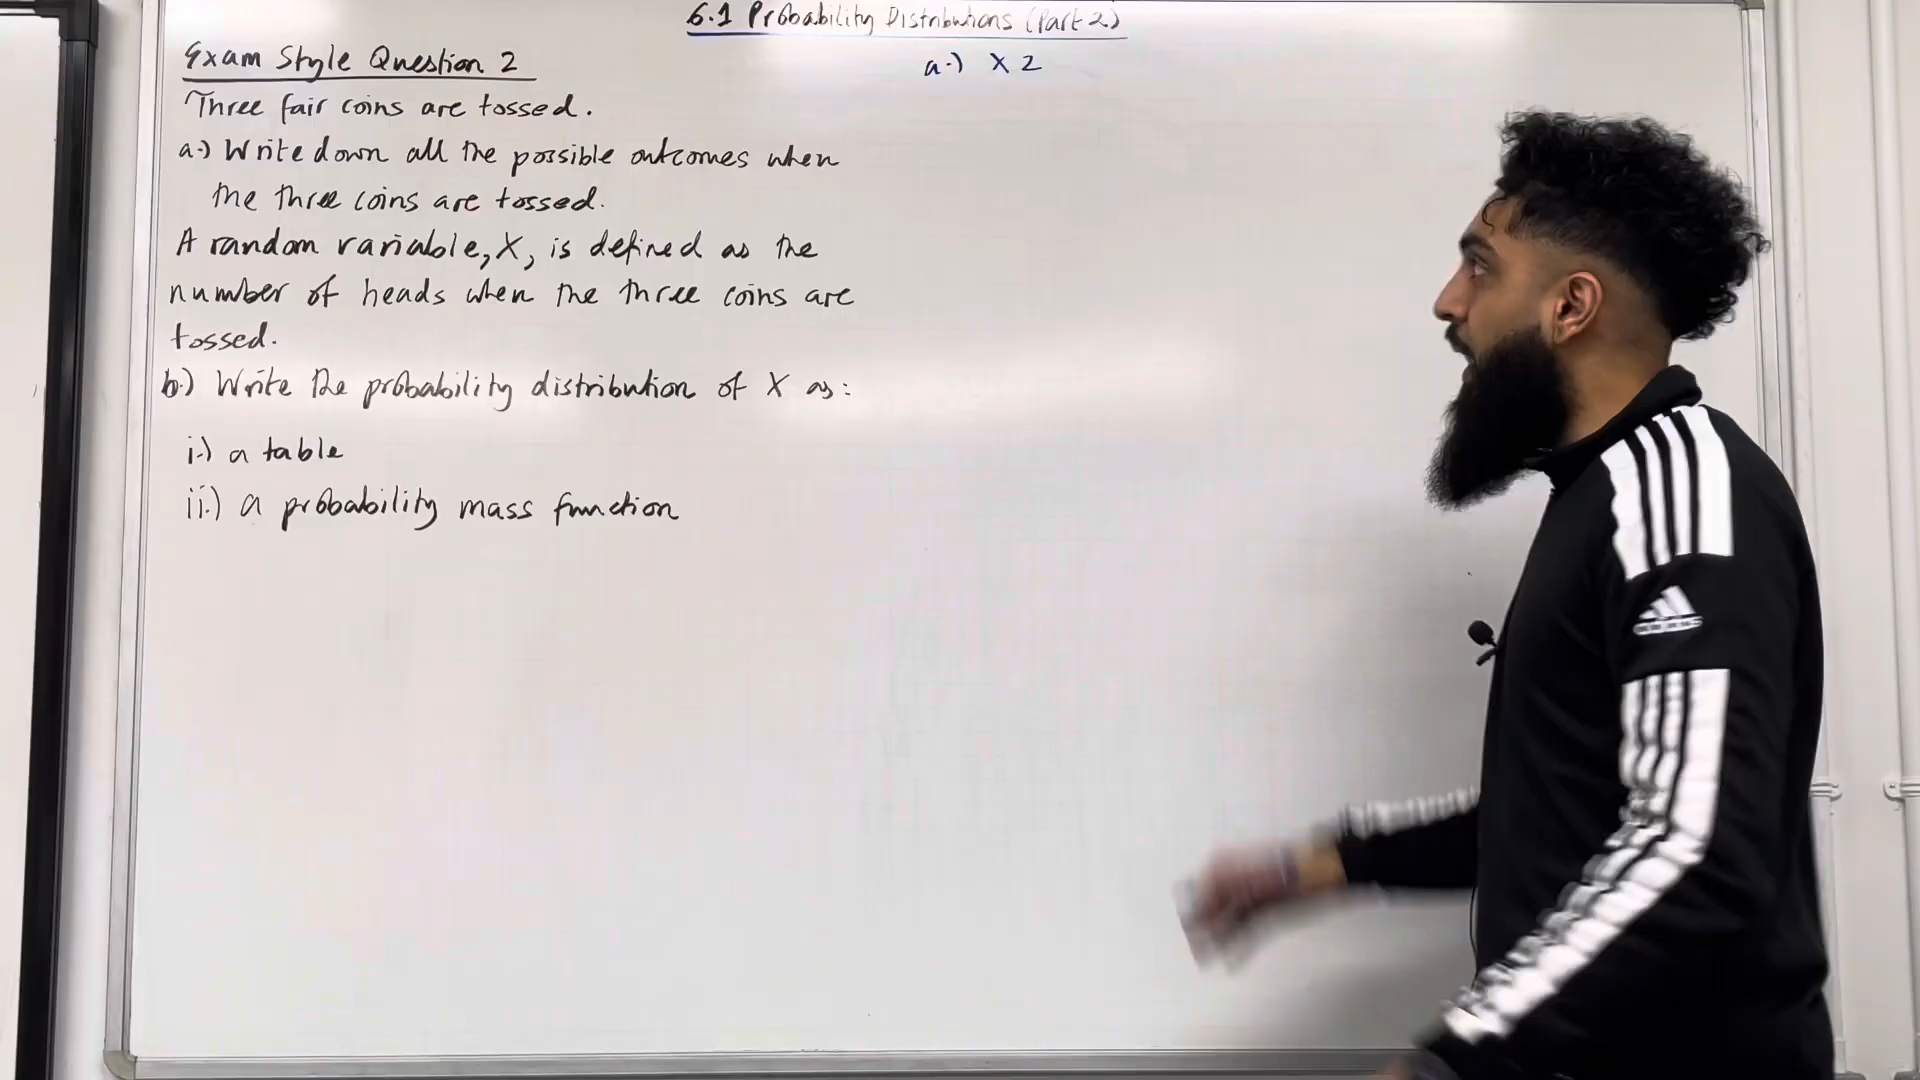 6.1 Probability Distributions (Part 2)
Exam Style Question 2
Three fair coins are tossed.
a.) Write down all the possible outcomes when
the three coins are tossed.
A random variable, X, is defined as the
number of heads when the three coins are
tossed.
b.) Write the probability distribution of X as:
i.) a table
ii.) a probability mass function
a.) X 2
adidas